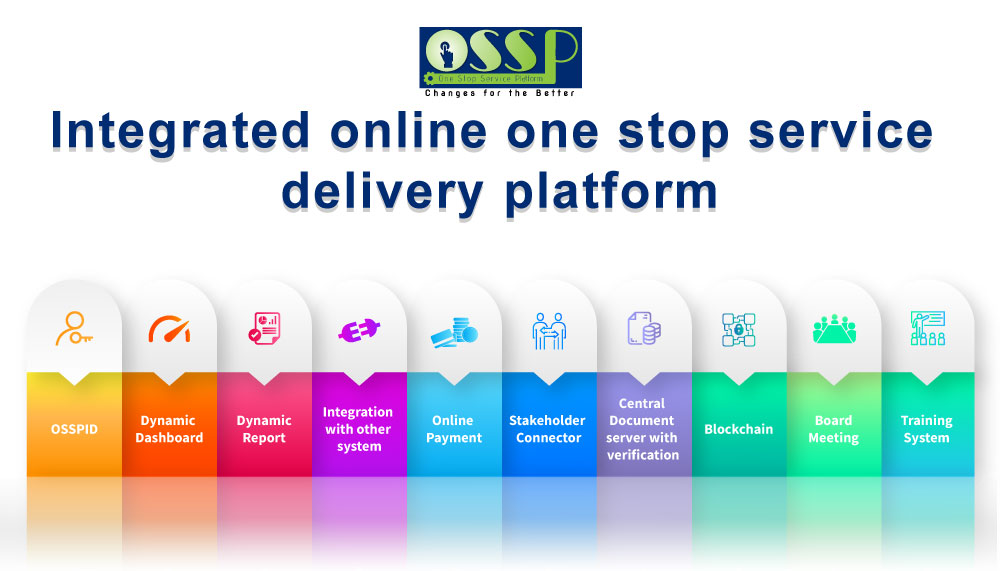 OSSP
One Stop Service Platform
Changes for the Better
Integrated online one stop service
delivery platform
OSSPID
Dynamic
Dashboard
Dynamic
Report
Integration
with other
system
Online
Payment
Stakeholder
Connector
Central
Document
server with
verification
Blockchain
Board
Meeting
Training
System